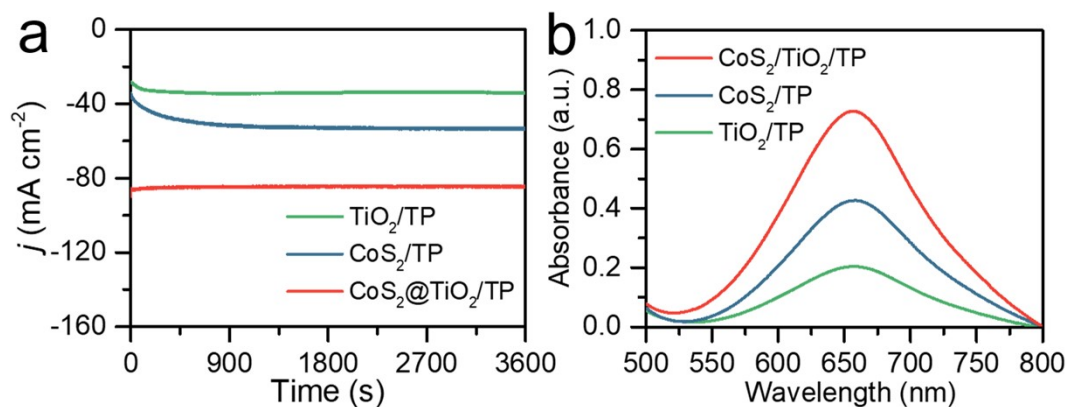 a
0
-40
-80
-120
-160
j (mA cm⁻²)
TiO₂/TP
CoS₂/TP
CoS₂@TiO₂/TP
0 900 1800 2700 3600
Time (s)
b
1.0
0.8
0.6
0.4
0.2
0.0
Absorbance (a.u.)
CoS₂/TiO₂/TP
CoS₂/TP
TiO₂/TP
500 550 600 650 700 750 800
Wavelength (nm)